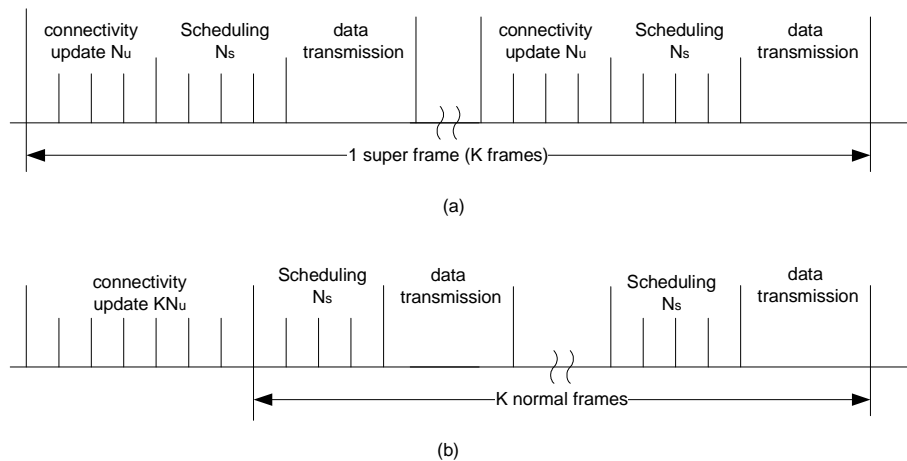 connectivity
update Nu
Scheduling
Ns
data
transmission
connectivity
update Nu
Scheduling
Ns
data
transmission
1 super frame (K frames)
(a)
connectivity
update KNu
Scheduling
Ns
data
transmission
Scheduling
Ns
data
transmission
K normal frames
(b)